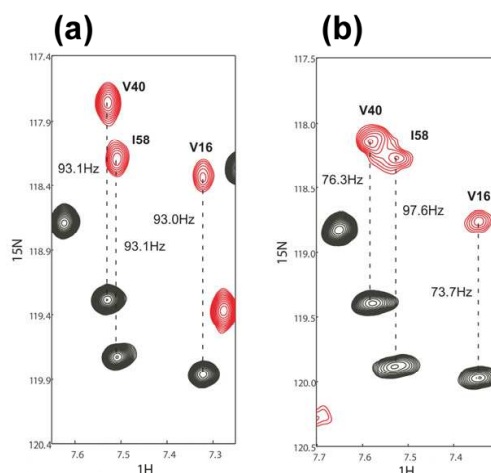 (a)
117.4
117.9
118.4
118.9
119.4
119.9
120.4
15N
V40
I58
V16
93.1Hz
93.0Hz
93.1Hz
7.6
7.5
7.4
7.3
1H
(b)
117.5
118.0
118.5
119.0
119.5
120.0
120.5
15N
V40
I58
V16
76.3Hz
97.6Hz
73.7Hz
7.7
7.6
7.5
7.4
1H